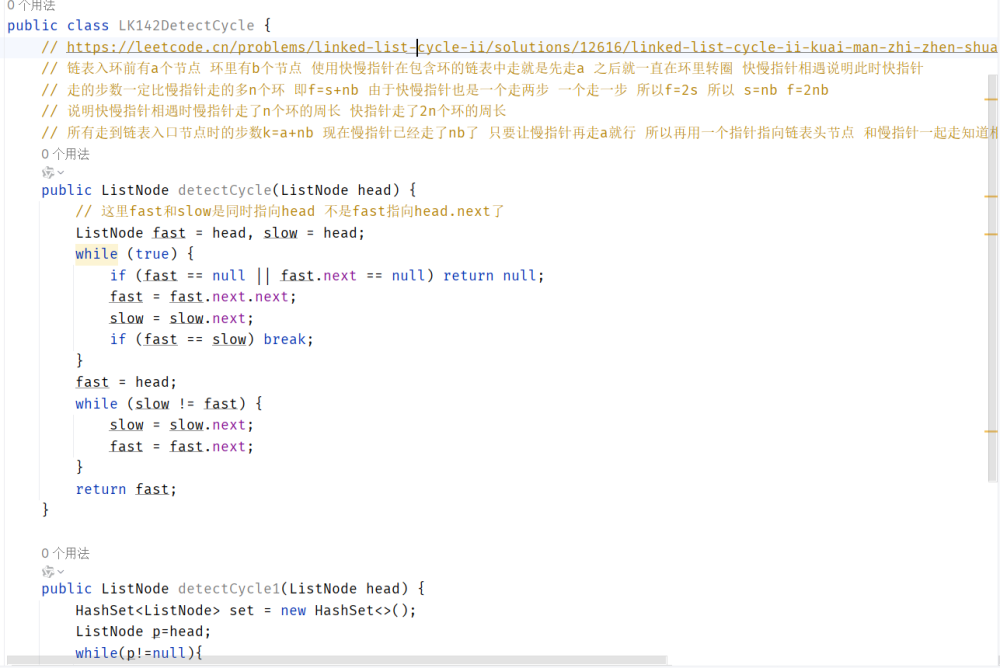 0 个用法
public class LK142DetectCycle {
// https://leetcode.cn/problems/linked-list-cycle-ii/solutions/12616/linked-list-cycle-ii-kuai-man-zhi-zhen-shua
// 链表入环前有a个节点 环里有b个节点 使用快慢指针在包含环的链表中走就是先走a 之后就一直在环里转圈 快慢指针相遇说明此时快指针
// 走的步数一定比慢指针走的多n个环 即f=s+nb 由于快慢指针也是一个走两步 一个走一步 所以f=2s 所以 s=nb f=2nb
// 说明快慢指针相遇时慢指针走了n个环的周长 快指针走了2n个环的周长
// 所有走到链表入口节点时的步数k=a+nb 现在慢指针已经走了nb了 只要让慢指针再走a就行 所以再用一个指针指向链表头节点 和慢指针一起走知道相
0 个用法
public ListNode detectCycle(ListNode head) {
// 这里fast和slow是同时指向head 不是fast指向head.next了
ListNode fast = head, slow = head;
while (true) {
if (fast == null || fast.next == null) return null;
fast = fast.next.next;
slow = slow.next;
if (fast == slow) break;
}
fast = head;
while (slow != fast) {
slow = slow.next;
fast = fast.next;
}
return fast;
}
0 个用法
public ListNode detectCycle1(ListNode head) {
HashSet<ListNode> set = new HashSet<>();
ListNode p=head;
while(p!=null){